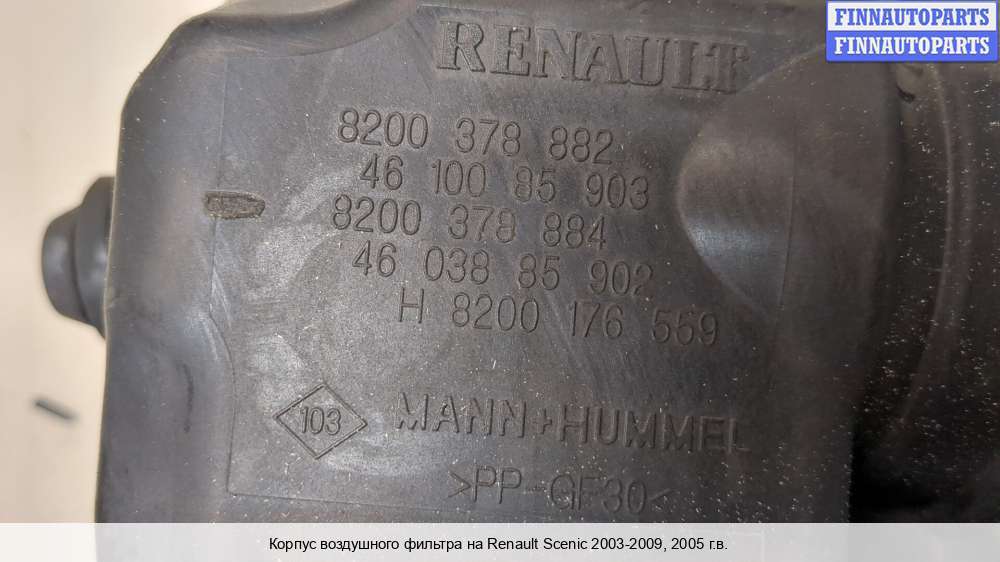 FINNAUTOPARTS
FINNAUTOPARTS
RENAULT
8200 378 882
46 100 85 903
8200 378 884
46 038 85 902
H 8200 176 559
103
MANN+HUMMEL
>PP-GF30<
Корпус воздушного фильтра на Renault Scenic 2003-2009, 2005 г.в.